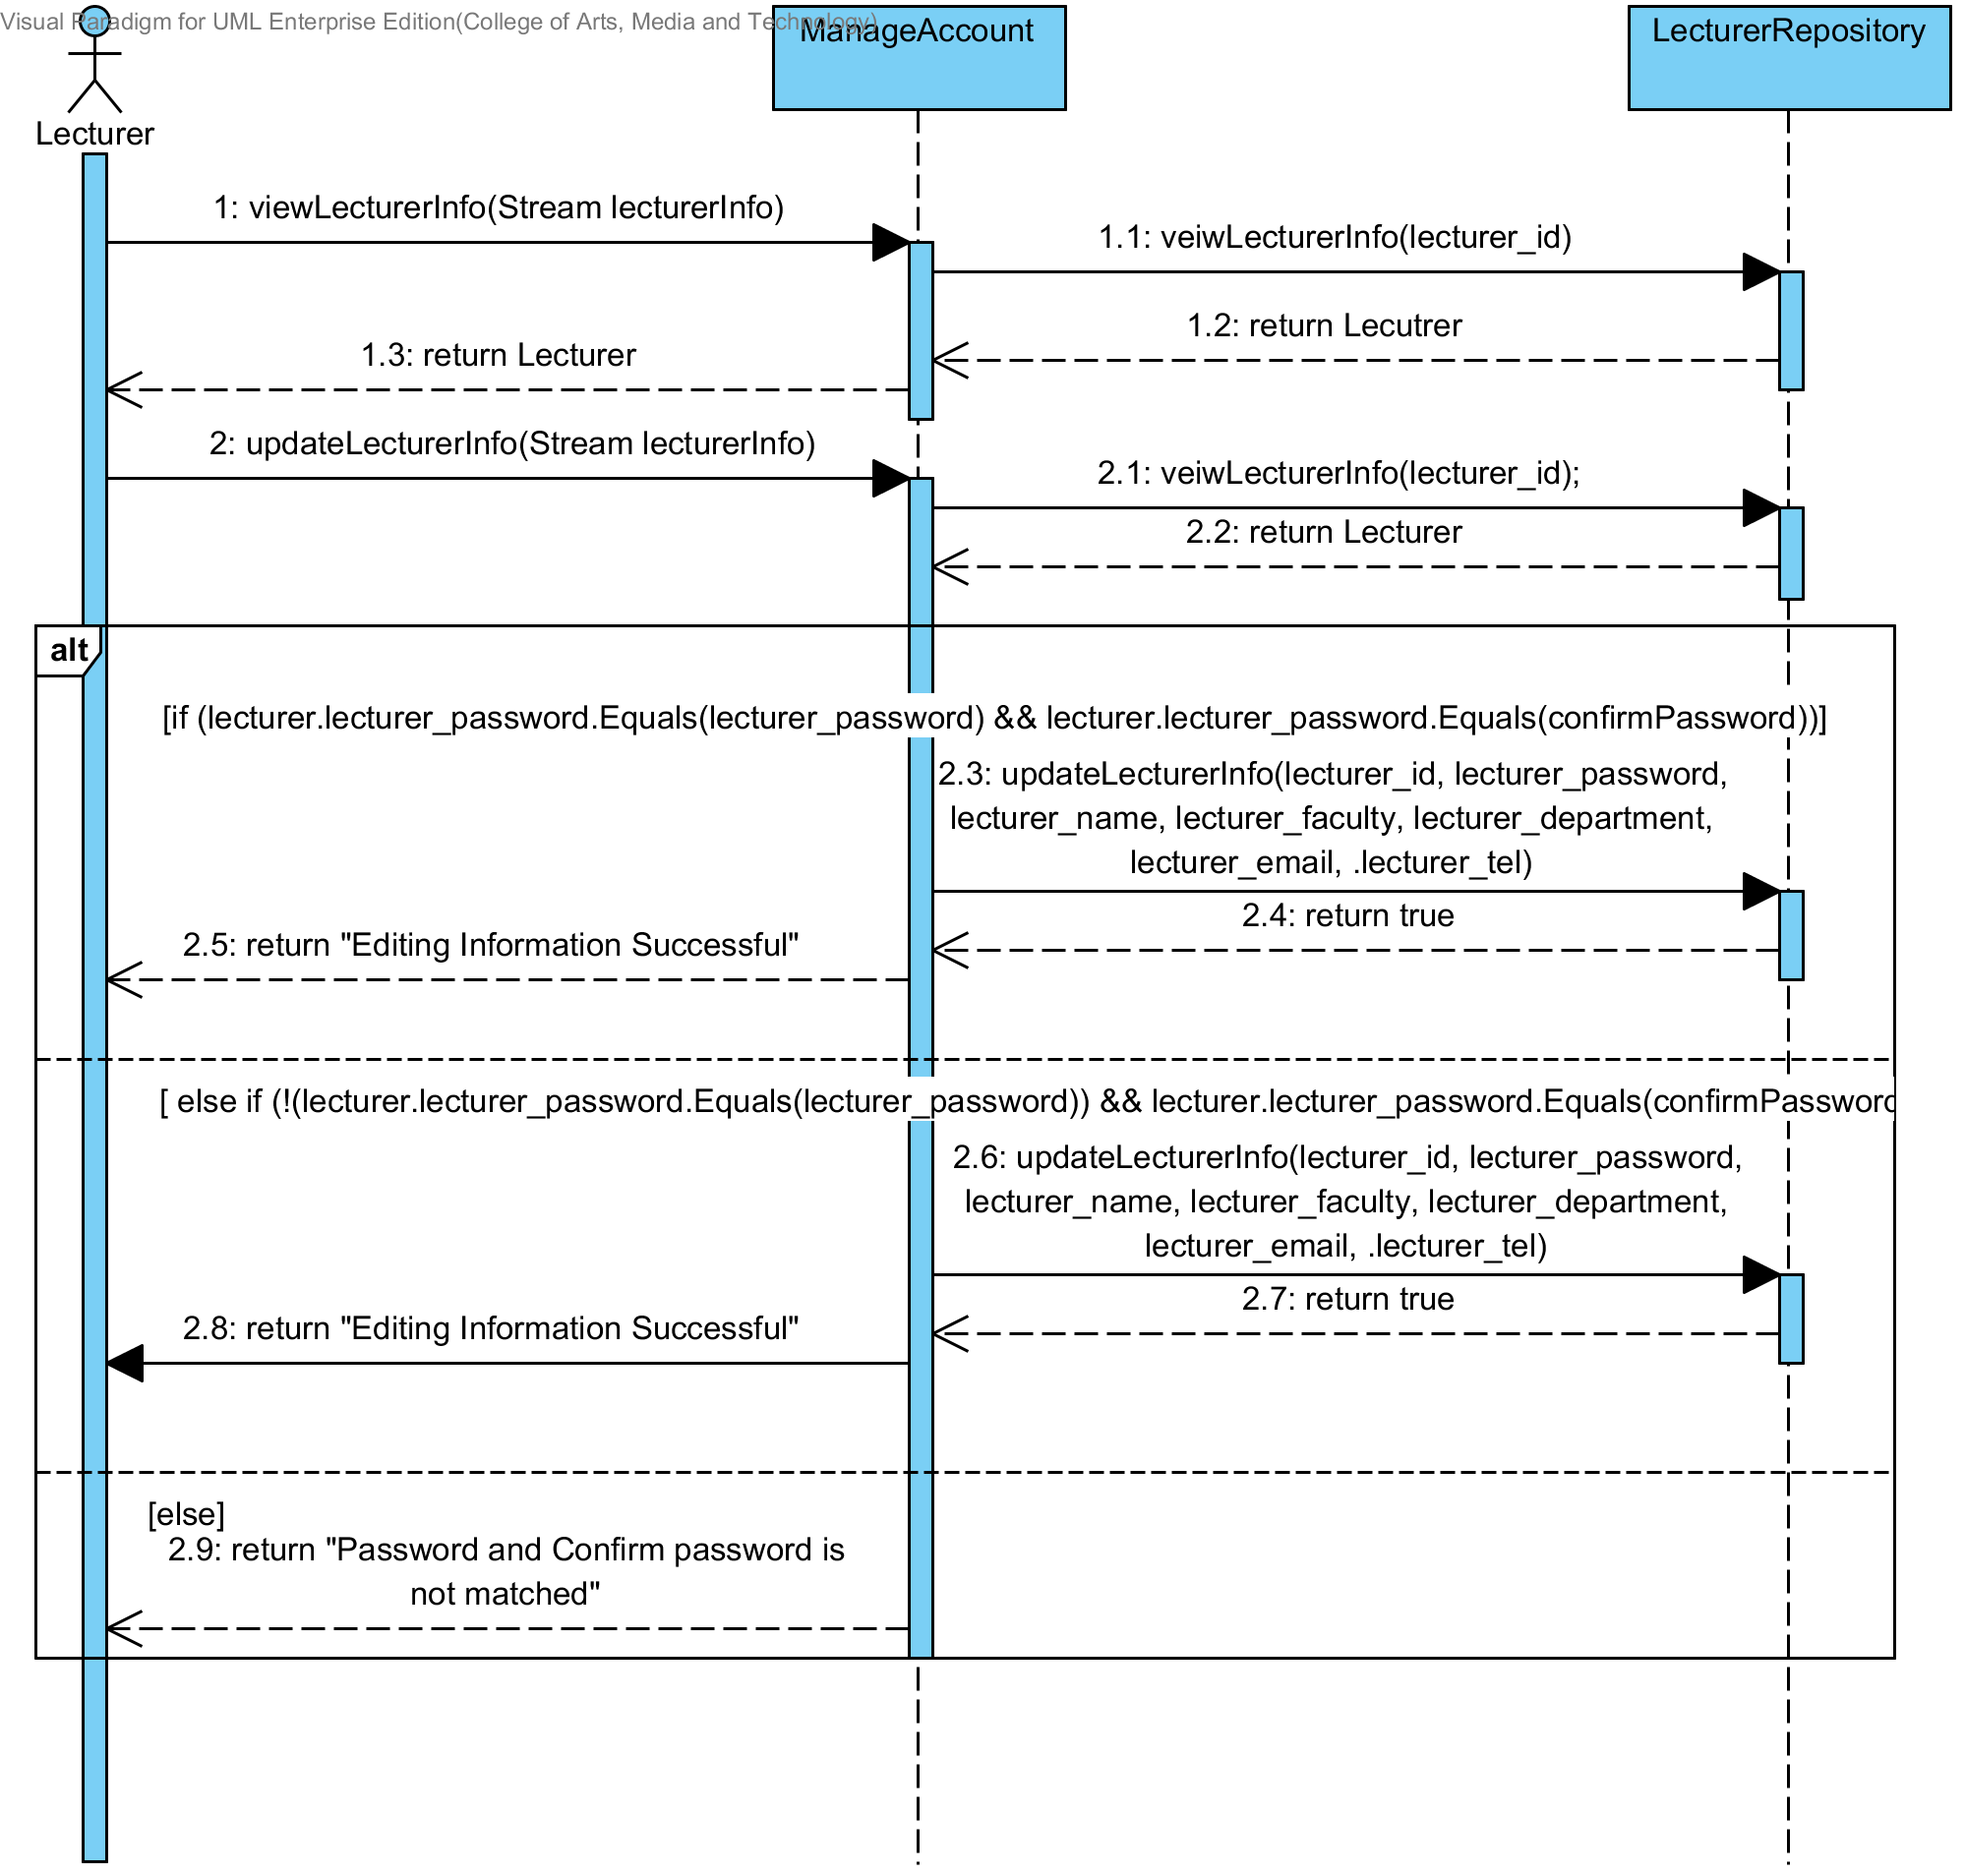 Visual Paradigm for UML Enterprise Edition(College of Arts, Media and Technology)
ManageAccount
LecturerRepository
Lecturer
1: viewLecturerInfo(Stream lecturerInfo)
1.1: veiwLecturerInfo(lecturer_id)
1.2: return Lecutrer
1.3: return Lecturer
2: updateLecturerInfo(Stream lecturerInfo)
2.1: veiwLecturerInfo(lecturer_id);
2.2: return Lecturer
alt
[if (lecturer.lecturer_password.Equals(lecturer_password) && lecturer.lecturer_password.Equals(confirmPassword))]
2.3: updateLecturerInfo(lecturer_id, lecturer_password,
lecturer_name, lecturer_faculty, lecturer_department,
lecturer_email, .lecturer_tel)
2.4: return true
2.5: return "Editing Information Successful"
[ else if (!(lecturer.lecturer_password.Equals(lecturer_password)) && lecturer.lecturer_password.Equals(confirmPassword
2.6: updateLecturerInfo(lecturer_id, lecturer_password,
lecturer_name, lecturer_faculty, lecturer_department,
lecturer_email, .lecturer_tel)
2.7: return true
2.8: return "Editing Information Successful"
[else]
2.9: return "Password and Confirm password is
not matched"